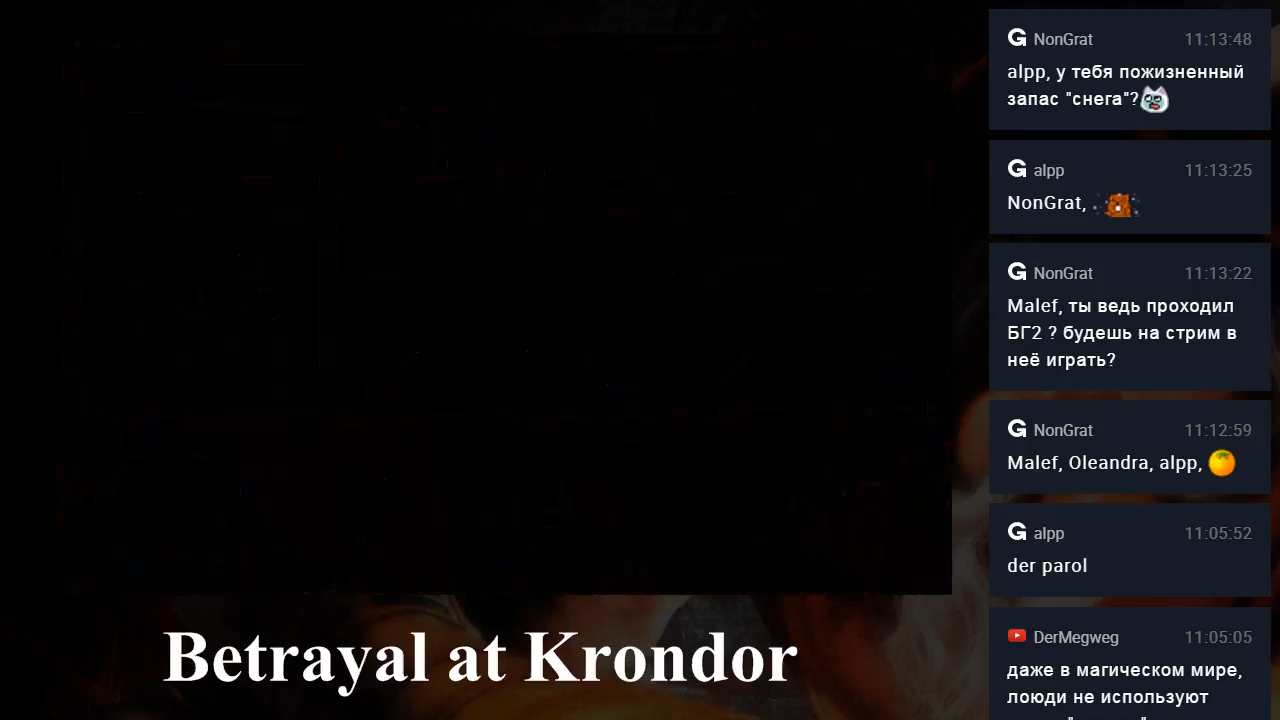 NonGrat 11:13:48
alpp, у тебя пожизненный
запас "снега"?
alpp 11:13:25
NonGrat,
NonGrat 11:13:22
Malef, ты ведь проходил
БГ2 ? будешь на стрим в
неё играть?
NonGrat 11:12:59
Malef, Oleandra, alpp,
alpp 11:05:52
der parol
DerMegweg 11:05:05
даже в магическом мире,
лоюди не используют
Betrayal at Krondor